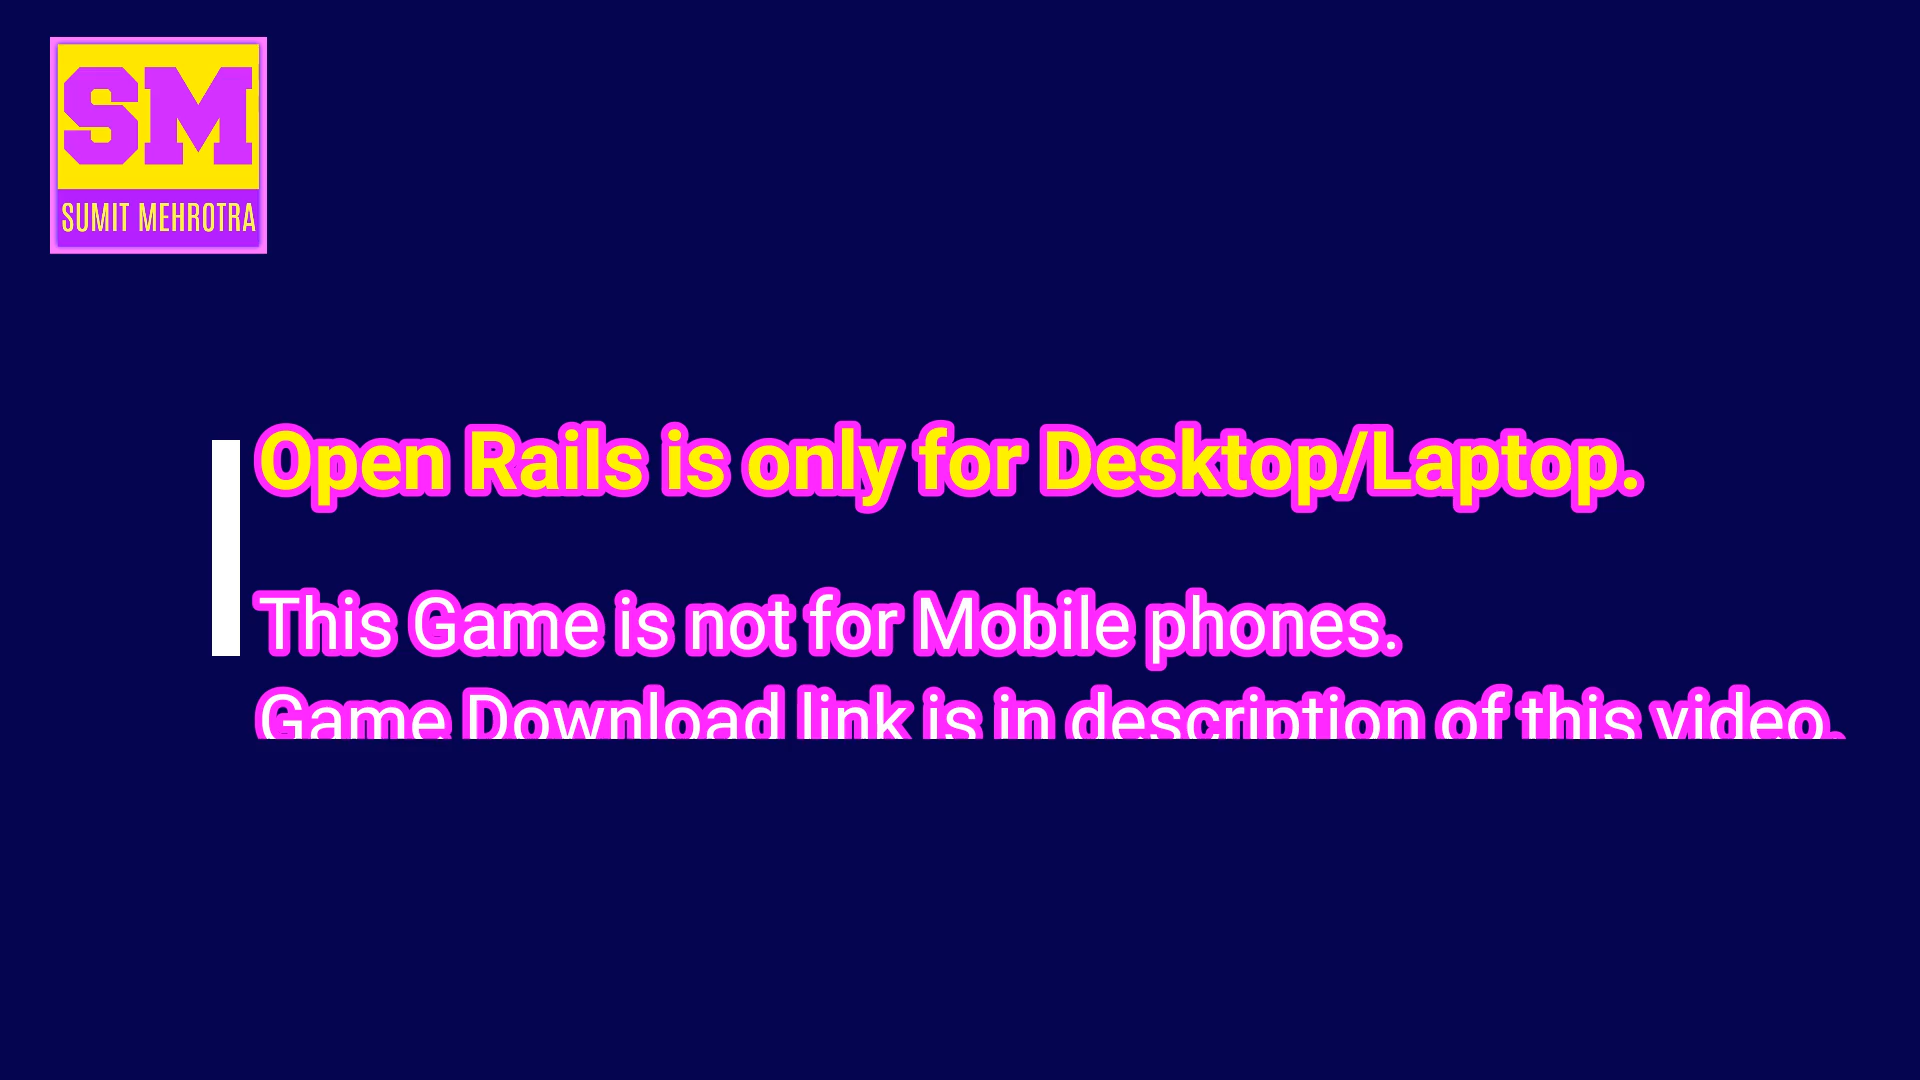 SM
SUMIT MEHROTRA
Open Rails is only for Desktop/Laptop.
This Game is not for Mobile phones.
Game Download link is in description of this video.